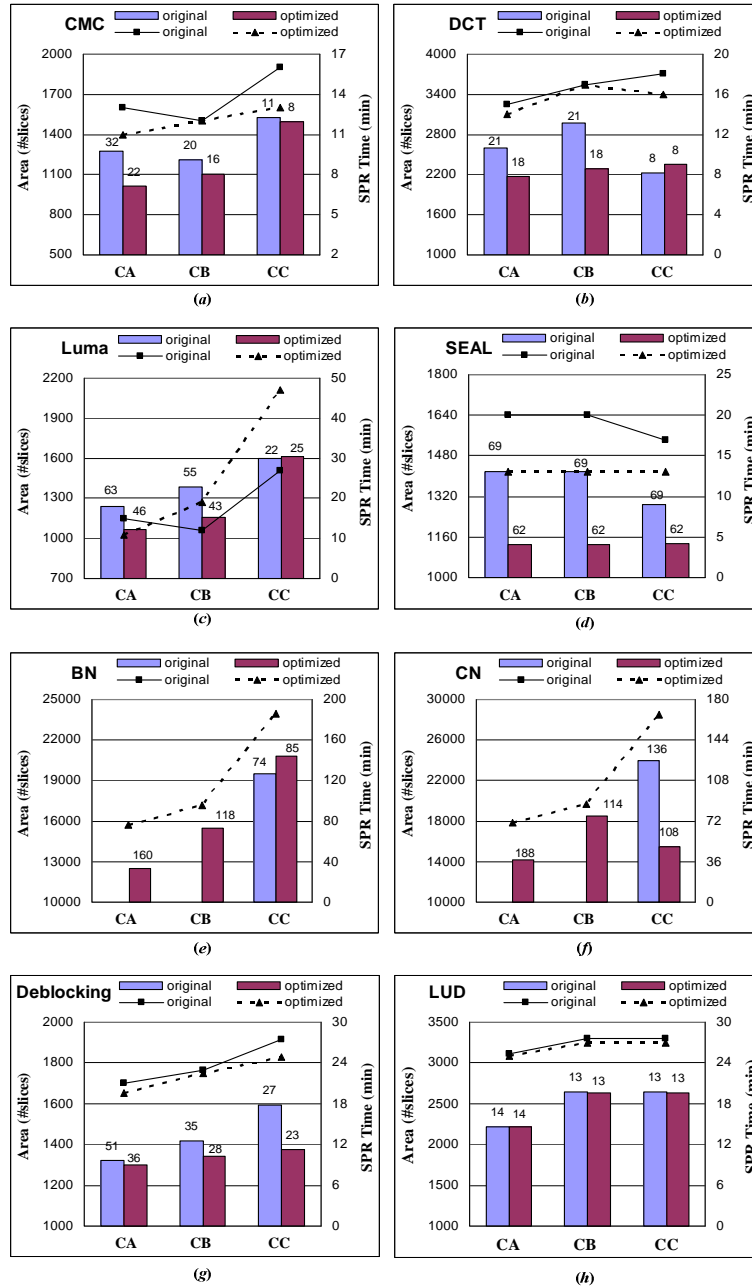 CMC
original optimized
original optimized
Area (#slices)
2000
1700
1400
1100
800
500
17
14
11
8
5
2
SPR Time (min)
32 22 20 16 11 8
CA CB CC
(a)
DCT
original optimized
original optimized
Area (#slices)
4000
3400
2800
2200
1600
1000
20
16
12
8
4
0
SPR Time (min)
21 18 21 18 8 8
CA CB CC
(b)
Luma
original optimized
original optimized
Area (#slices)
2200
1900
1600
1300
1000
700
50
40
30
20
10
0
SPR Time (min)
63 46 55 43 22 25
CA CB CC
(c)
SEAL
original optimized
original optimized
Area (#slices)
1800
1640
1480
1320
1160
1000
25
20
15
10
5
0
SPR Time (min)
69 62 69 62 69 62
CA CB CC
(d)
BN
original optimized
original optimized
Area (#slices)
25000
22000
19000
16000
13000
10000
200
160
120
80
40
0
SPR Time (min)
160 118 74 85
CA CB CC
(e)
CN
original optimized
original optimized
Area (#slices)
30000
26000
22000
18000
14000
10000
180
144
108
72
36
0
SPR Time (min)
188 114 136 108
CA CB CC
(f)
Deblocking
original optimized
original optimized
Area (#slices)
2000
1800
1600
1400
1200
1000
30
24
18
12
6
0
SPR Time (min)
51 36 35 28 27 23
CA CB CC
(g)
LUD
original optimized
original optimized
Area (#slices)
3500
3000
2500
2000
1500
1000
30
24
18
12
6
0
SPR Time (min)
14 14 13 13 13 13
CA CB CC
(h)